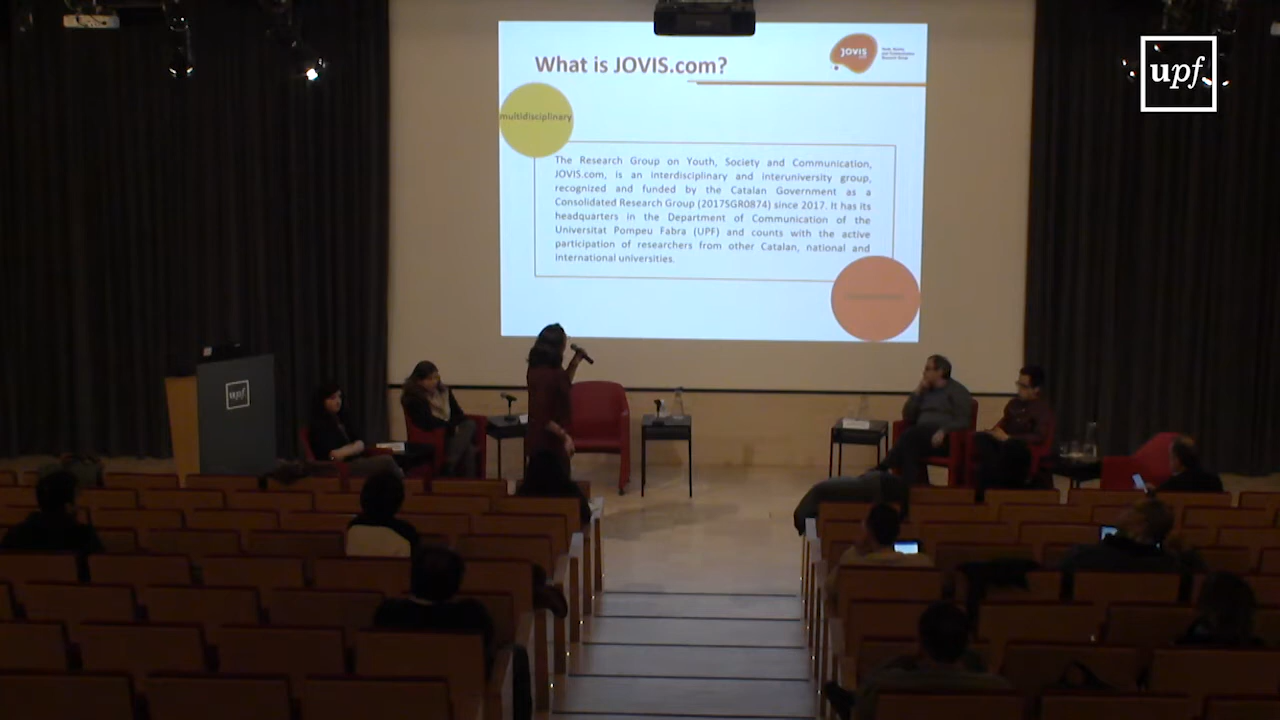 What is JOVIS.com?
JOVIS
upf.
multidisciplinary
The Research Group on Youth, Society and Communication,
JOVIS.com, is an interdisciplinary and interuniversity group,
recognized and funded by the Catalan Government as a
Consolidated Research Group (2017SGR0874) since 2017. It has its
headquarters in the Department of Communication of the
Universitat Pompeu Fabra (UPF) and counts with the active
participation of researchers from other Catalan, national and
international universities.
upf.